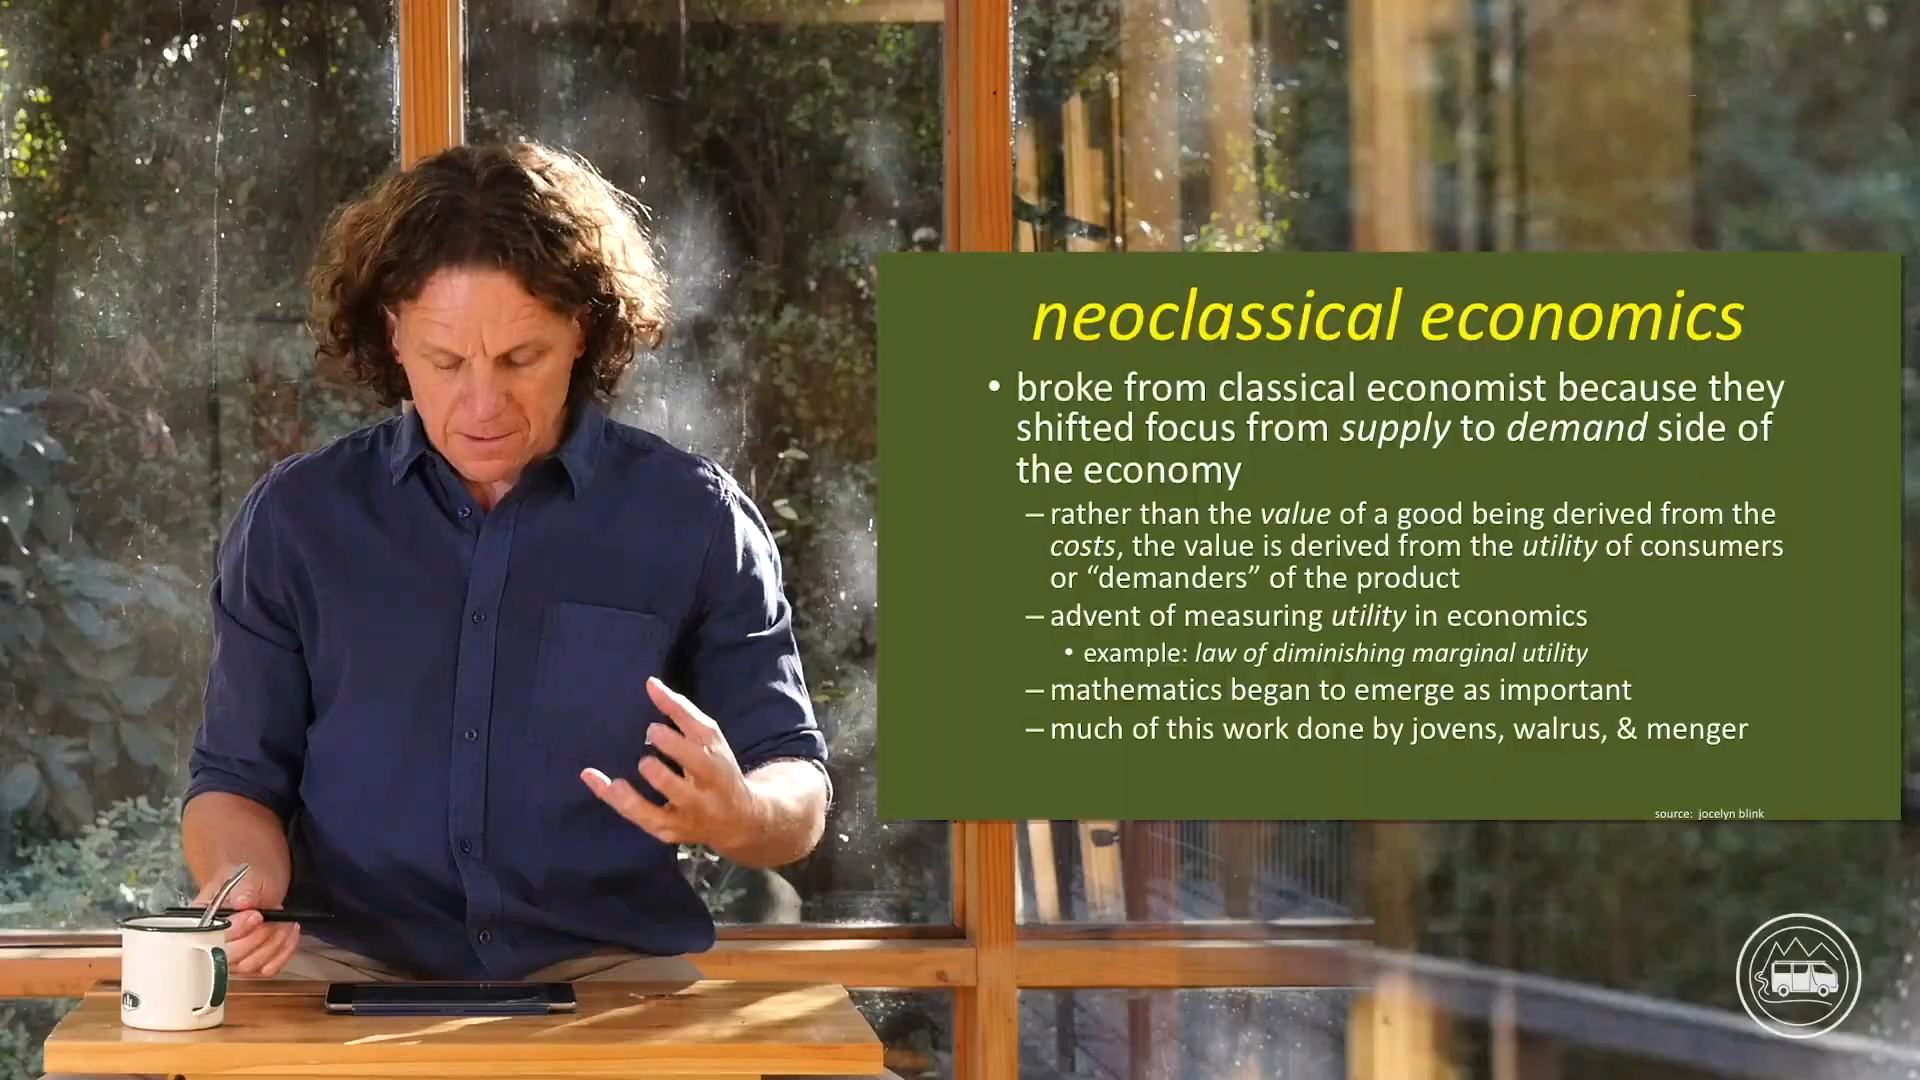 neoclassical economics
• broke from classical economist because they
shifted focus from supply to demand side of
the economy
– rather than the value of a good being derived from the
costs, the value is derived from the utility of consumers
or “demanders” of the product
– advent of measuring utility in economics
• example: law of diminishing marginal utility
– mathematics began to emerge as important
– much of this work done by jovens, walrus, & menger
source: jocelyn blink